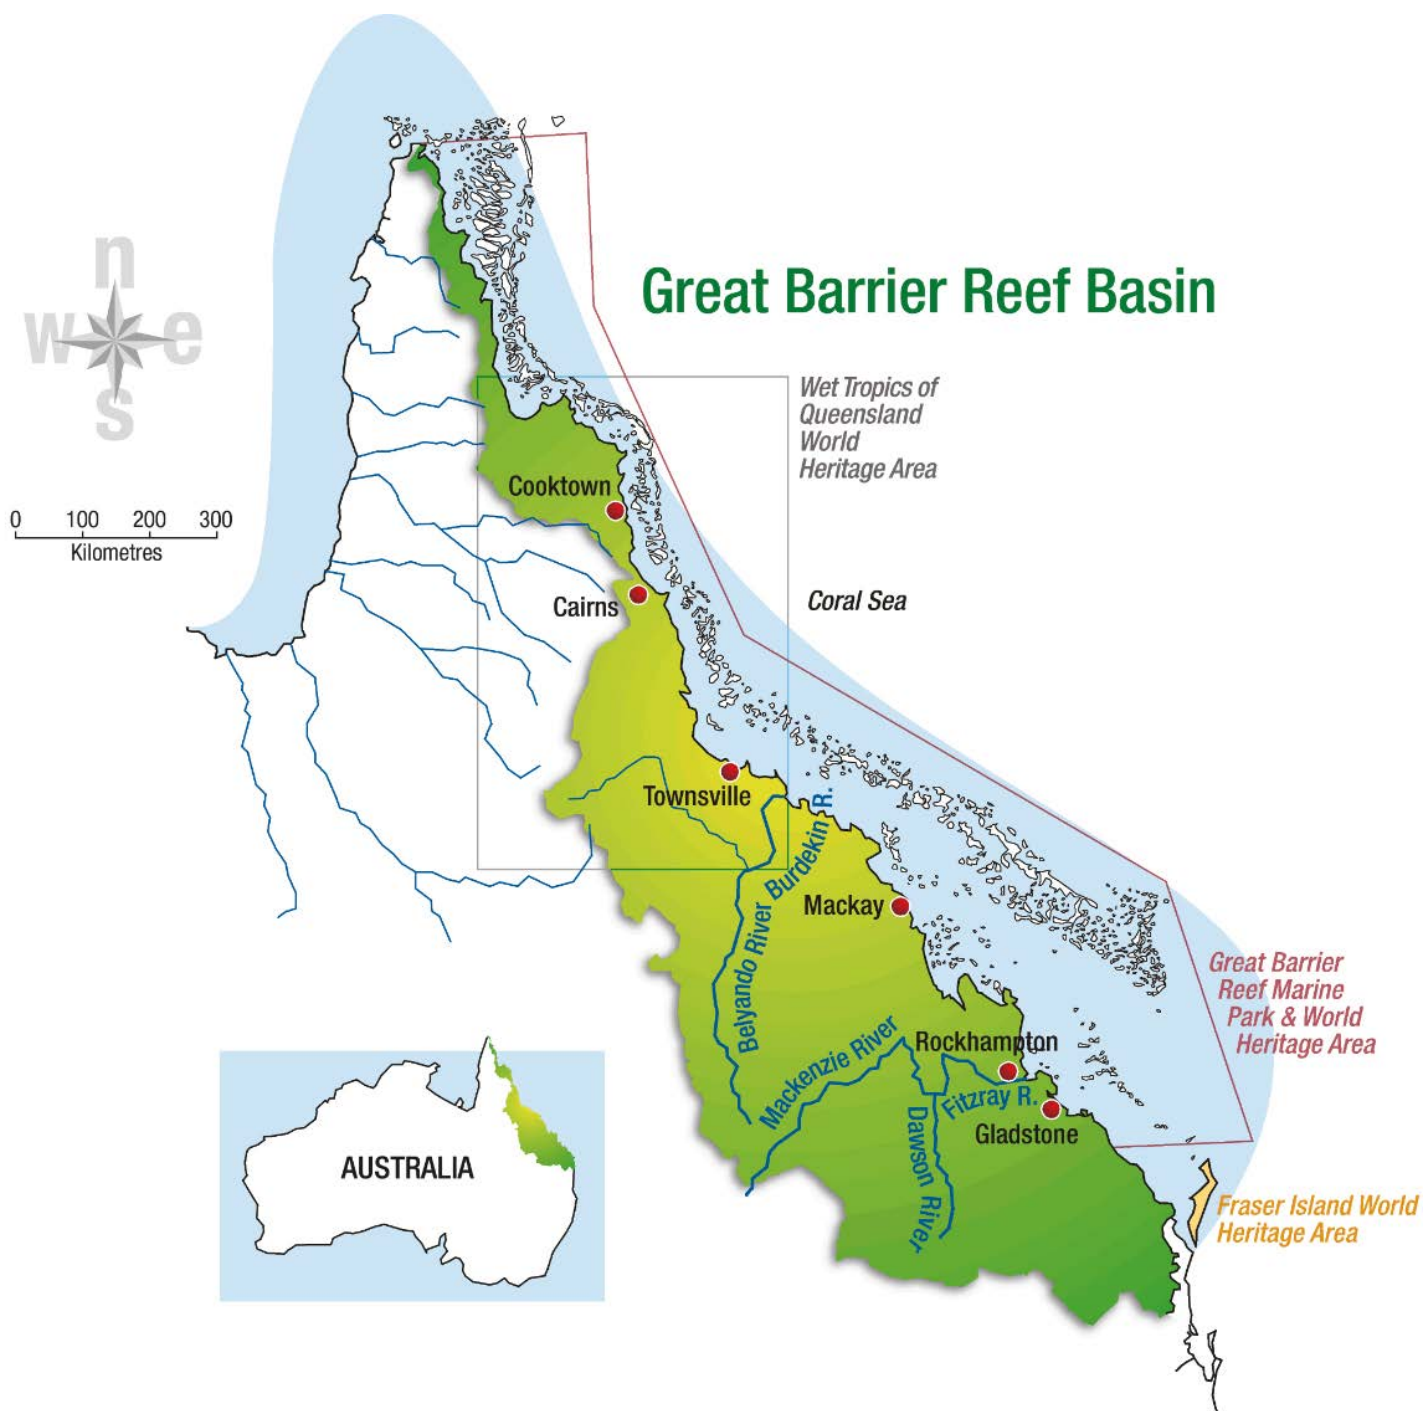 n
w e
s
Great Barrier Reef Basin
Wet Tropics of
Queensland
World
Heritage Area
Cooktown
0 100 200 300
Kilometres
Cairns
Coral Sea
Townsville
Burdekin R.
Mackay
Belyando River
Great Barrier
Reef Marine
Park & World
Heritage Area
Mackenzie River
Rockhampton
Fitzray R.
Gladstone
Dawson River
AUSTRALIA
Fraser Island World
Heritage Area